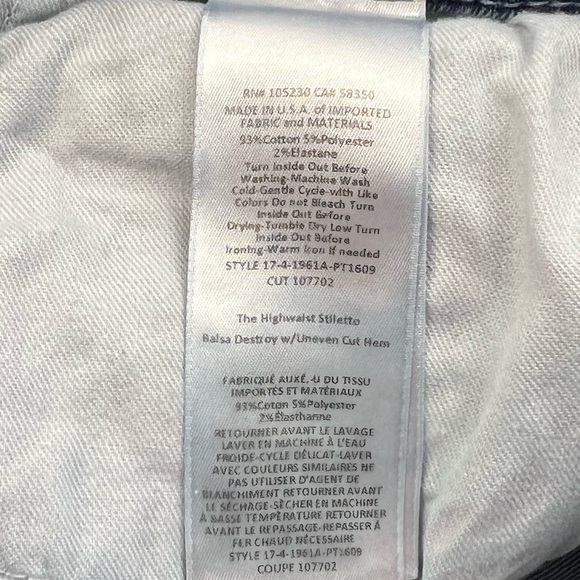 RN# 105230 CA# 58350
MADE IN U.S.A. of IMPORTED
FABRIC and MATERIALS
93%Cotton 5%Polyester
2%Elastane
Turn Inside Out Before
Washing-Machine Wash
Cold-Gentle Cycle-with Like
Colors Do not Bleach Turn
Inside Out Before
Drying-Tumble Dry Low Turn
Inside Out Before
Ironing-Warm Iron if needed
STYLE 17-4-1961A-PT1609
CUT 107702
The Highwaist Stiletto
Balsa Destroy w/Uneven Cut Hem
FABRIQUÉ AUXÉ.-U DU TISSU
IMPORTÉS ET MATÉRIAUX
93%Coton 5%Polyester
2%Élasthanne
RETOURNER AVANT LE LAVAGE
LAVER EN MACHINE À L'EAU
FROIDE-CYCLE DÉLICAT-LAVER
AVEC COULEURS SIMILAIRES NE
PAS UTILISER D'AGENT DE
BLANCHIMENT RETOURNER AVANT
LE SÉCHAGE-SÉCHER EN MACHINE
À BASSE TEMPÉRATURE RETOURNER
AVANT LE REPASSAGE-REPASSER À
FER CHAUD NÉCESSAIRE
STYLE 17-4-1961A-PT1609
COUPE 107702